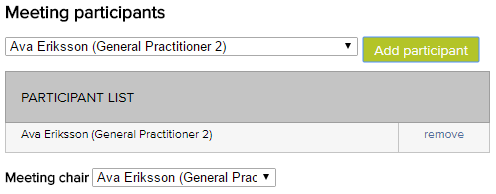 Meeting participants
Ava Eriksson (General Practitioner 2)
Add participant
PARTICIPANT LIST
Ava Eriksson (General Practitioner 2) remove
Meeting chair Ava Eriksson (General Prac